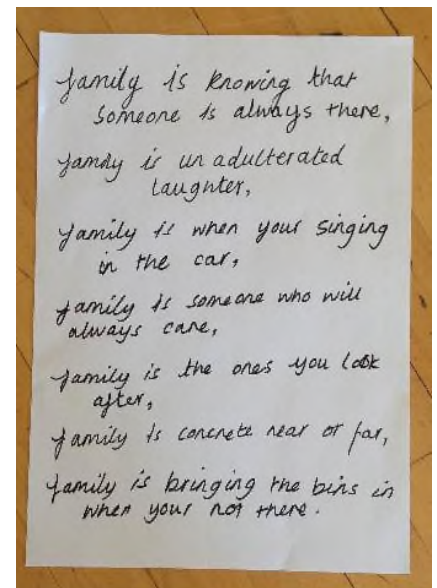 family is knowing that
someone is always there,
family is unadulterated
laughter,
family is when your singing
in the car,
family is someone who will
always care,
family is the ones you look
after,
family is concrete near or far,
family is bringing the bins in
when your not there.